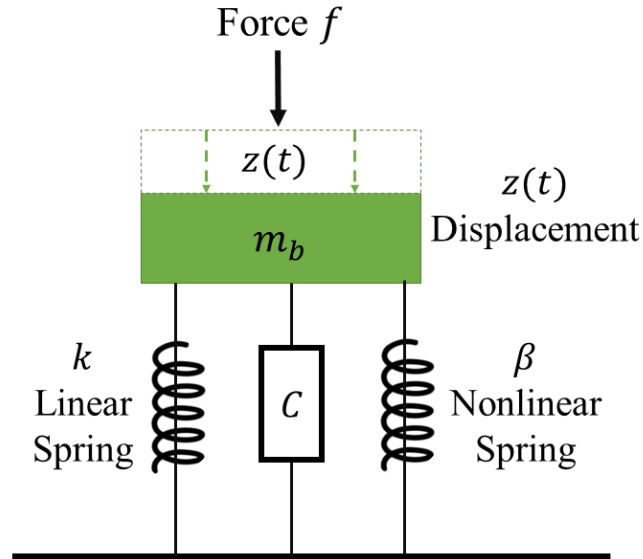 Force f
z(t)
z(t)
Displacement
m_b
k
Linear
Spring
C
β
Nonlinear
Spring